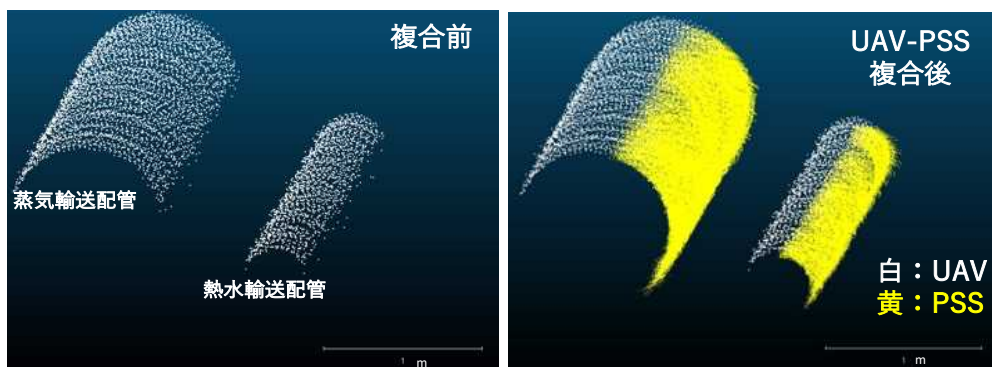 複合前
蒸気輸送配管
熱水輸送配管
1 m
UAV-PSS
複合後
白：UAV
黄：PSS
1 m